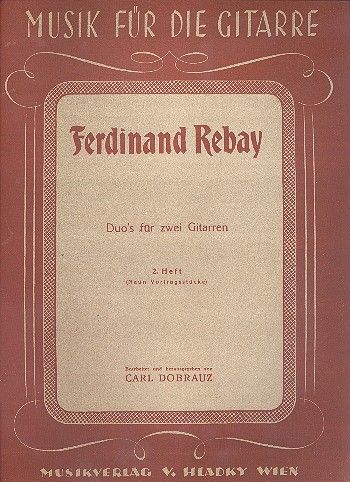 MUSIK FÜR DIE GITARRE
Ferdinand Rebay
Duo's für zwei Gitarren
2. Heft
(Neun Vortragsstücke)
Bearbeitet und herausgegeben von
CARL DOBRAUZ
MUSIKVERLAG V. HLADKY WIEN